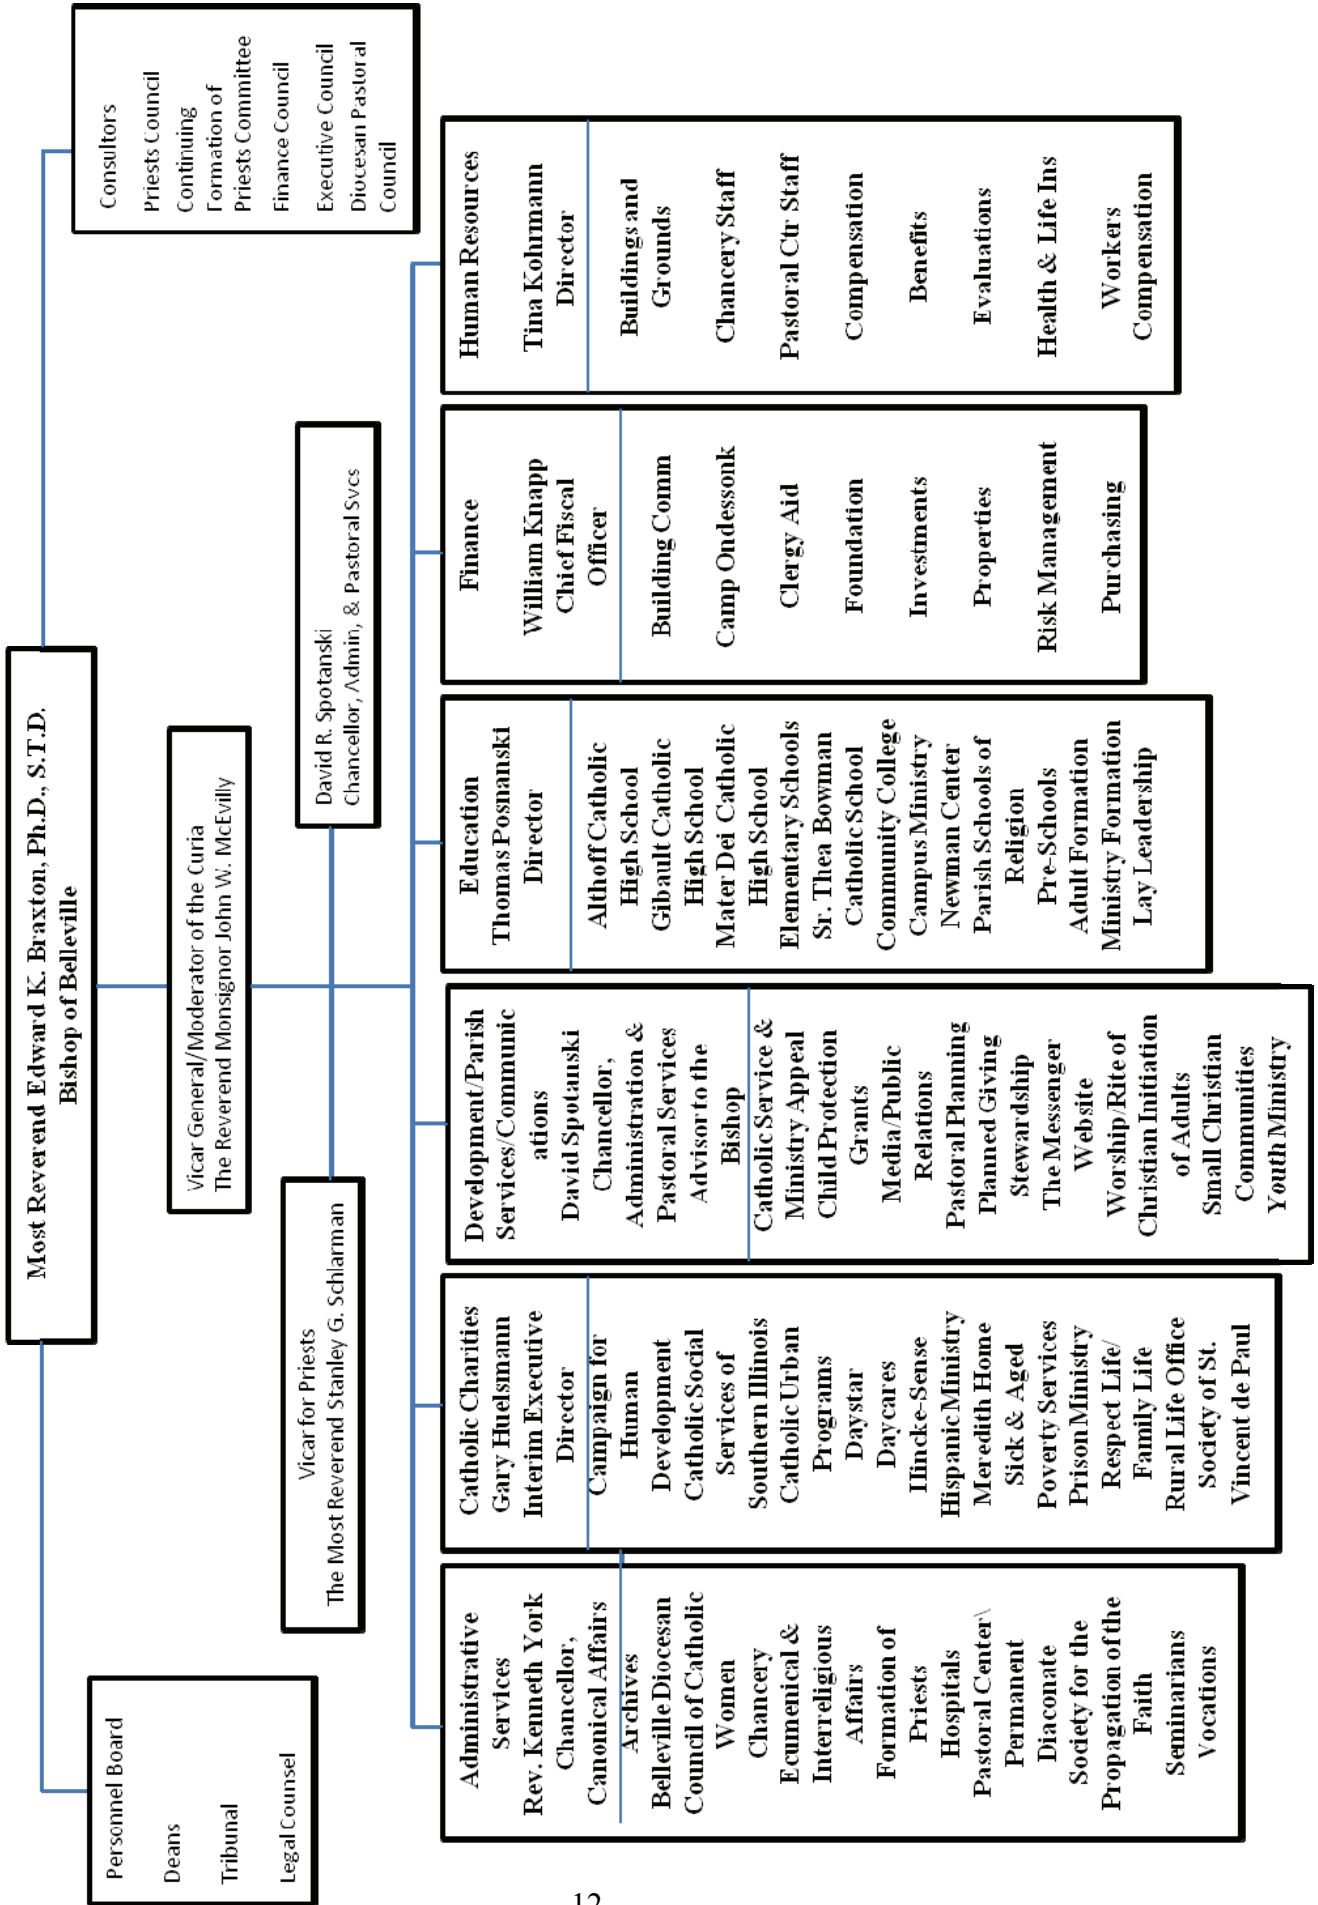 Most Reverend Edward K. Braxton, Ph.D., S.T.D.
Bishop of Belleville
Personnel Board
Deans
Tribunal
Legal Counsel
Consultors
Priests Council
Continuing
Formation of
Priests Committee
Finance Council
Executive Council
Diocesan Pastoral
Council
Vicar General/Moderator of the Curia
The Reverend Monsignor John W. McEvilly
Vicar for Priests
The Most Reverend Stanley G. Schlarman
David R. Spotanski
Chancellor, Admin, & Pastoral Svcs
Administrative
Services
Rev. Kenneth York
Chancellor,
Canonical Affairs
Archives
Belleville Diocesan
Council of Catholic
Women
Chancery
Ecumenical &
Interreligious
Affairs
Formation of
Priests
Hospitals
Pastoral Center\
Permanent
Diaconate
Society for the
Propagation of the
Faith
Seminarians
Vocations
Catholic Charities
Gary Huelsmann
Interim Executive
Director
Campaign for
Human
Development
Catholic Social
Services of
Southern Illinois
Catholic Urban
Programs
Daystar
Daycares
Hincke-Sense
Hispanic Ministry
Meredith Home
Sick & Aged
Poverty Services
Prison Ministry
Respect Life/
Family Life
Rural Life Office
Society of St.
Vincent de Paul
Development/Parish
Services/Communic
ations
David Spotanski
Chancellor,
Administration &
Pastoral Services
Advisor to the
Bishop
Catholic Service &
Ministry Appeal
Child Protection
Grants
Media/Public
Relations
Pastoral Planning
Planned Giving
Stewardship
The Messenger
Website
Worship/Rite of
Christian Initiation
of Adults
Small Christian
Communities
Youth Ministry
Education
Thomas Posnanski
Director
Althoff Catholic
High School
Gibault Catholic
High School
Mater Dei Catholic
High School
Elementary Schools
Sr. Thea Bowman
Catholic School
Community College
Campus Ministry
Newman Center
Parish Schools of
Religion
Pre-Schools
Adult Formation
Ministry Formation
Lay Leadership
Finance
William Knapp
Chief Fiscal
Officer
Building Comm
Camp Ondessonk
Clergy Aid
Foundation
Investments
Properties
Risk Management
Purchasing
Human Resources
Tina Kohrmann
Director
Buildings and
Grounds
Chancery Staff
Pastoral Ctr Staff
Compensation
Benefits
Evaluations
Health & Life Ins
Workers
Compensation
12